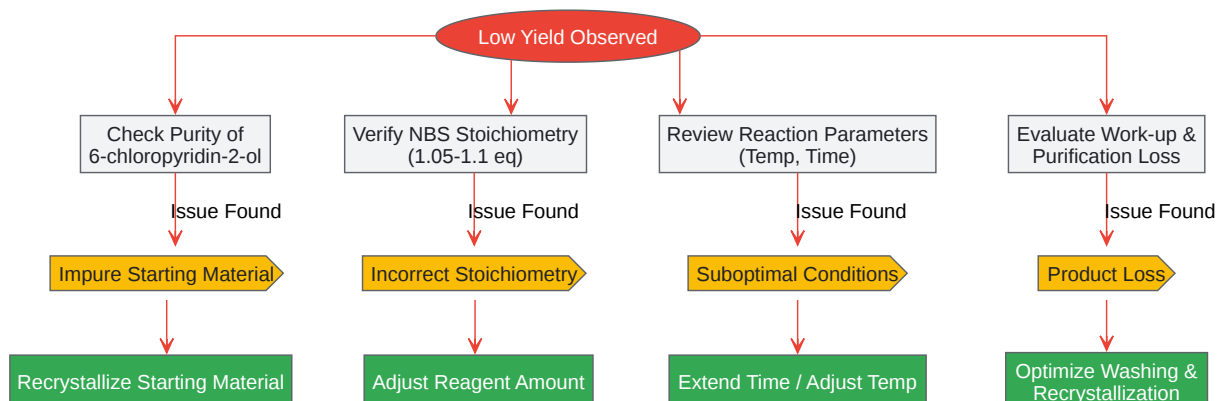 Low Yield Observed
Check Purity of
6-chloropyridin-2-ol
Verify NBS Stoichiometry
(1.05-1.1 eq)
Review Reaction Parameters
(Temp, Time)
Evaluate Work-up &
Purification Loss
Issue Found
Issue Found
Issue Found
Issue Found
Impure Starting Material
Incorrect Stoichiometry
Suboptimal Conditions
Product Loss
Recrystallize Starting Material
Adjust Reagent Amount
Extend Time / Adjust Temp
Optimize Washing &
Recrystallization